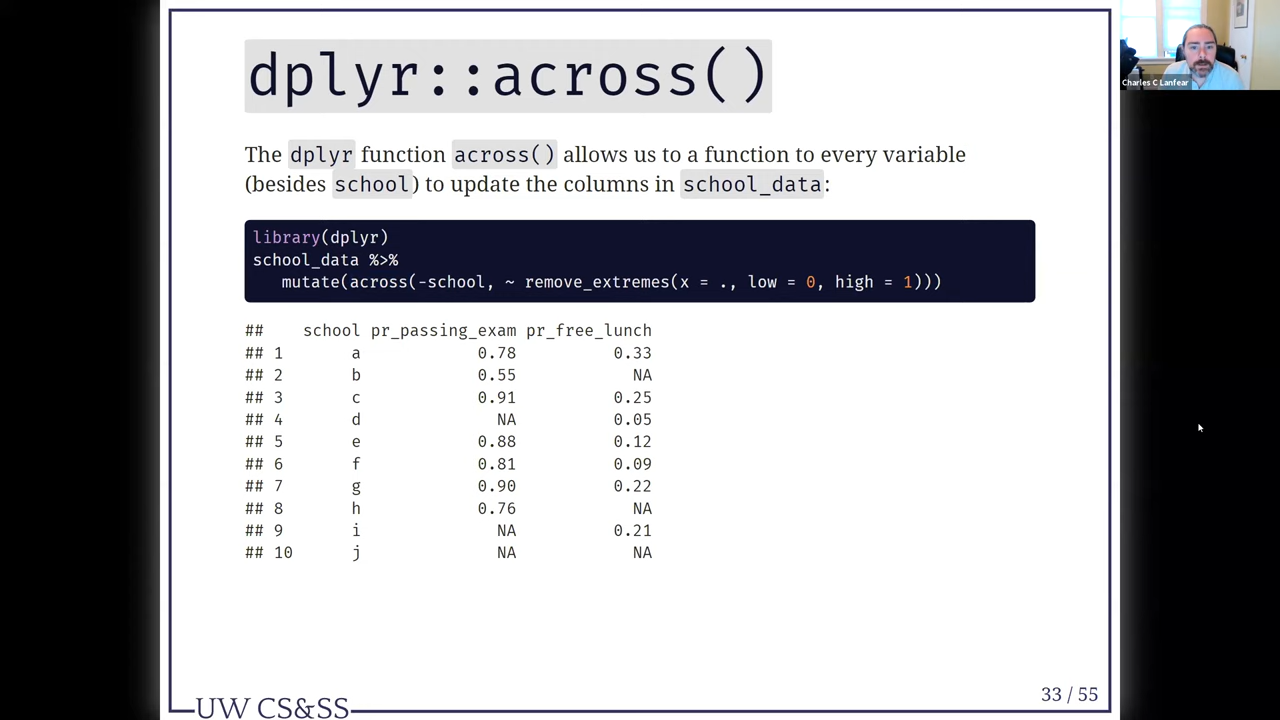 dplyr::across()
Charles C Lanfear
The dplyr function across() allows us to a function to every variable
(besides school) to update the columns in school_data:
library(dplyr)
school_data %>%
   mutate(across(-school, ~ remove_extremes(x = ., low = 0, high = 1)))
##    school pr_passing_exam pr_free_lunch
## 1       a            0.78          0.33
## 2       b            0.55            NA
## 3       c            0.91          0.25
## 4       d              NA          0.05
## 5       e            0.88          0.12
## 6       f            0.81          0.09
## 7       g            0.90          0.22
## 8       h            0.76            NA
## 9       i              NA          0.21
## 10      j              NA            NA
UW CS&SS
33 / 55